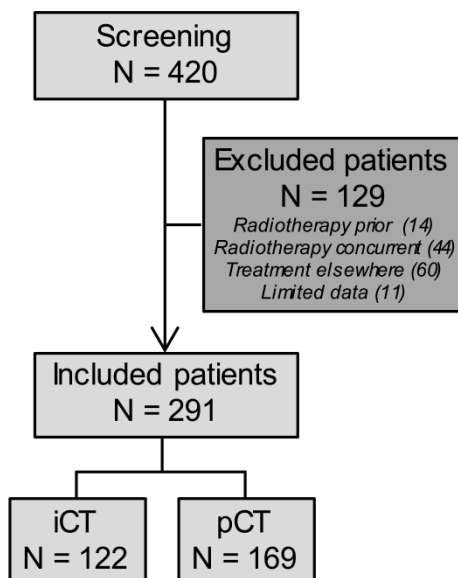 Screening
N = 420
Excluded patients
N = 129
Radiotherapy prior (14)
Radiotherapy concurrent (44)
Treatment elsewhere (60)
Limited data (11)
Included patients
N = 291
iCT
N = 122
pCT
N = 169